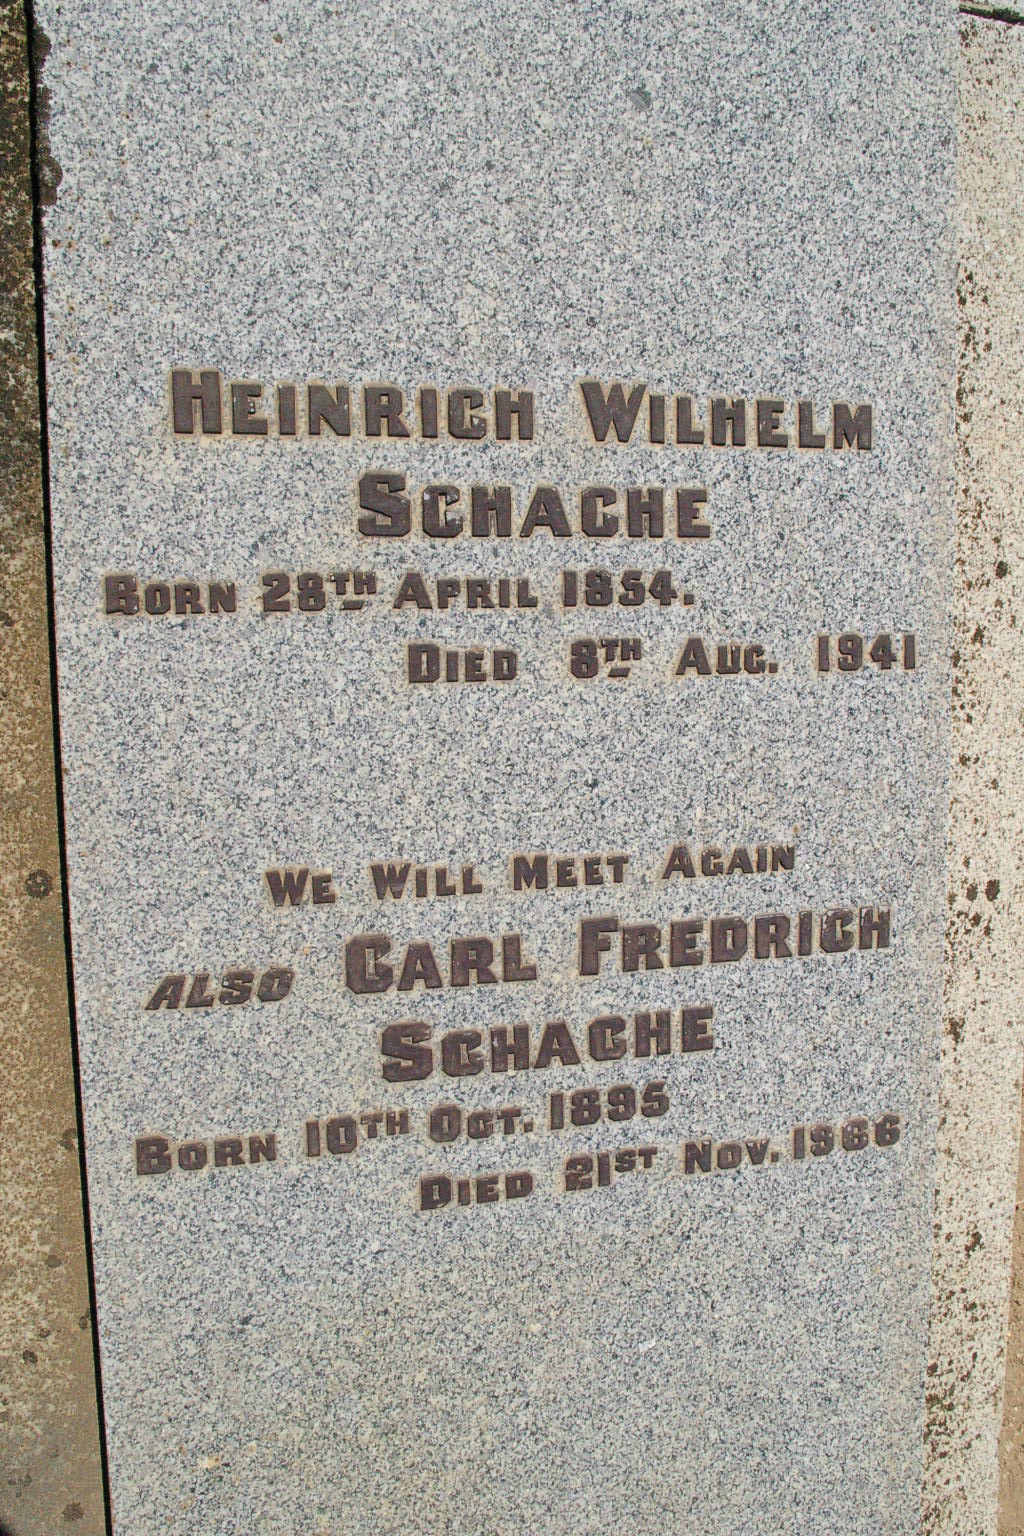 HEINRICH WILHELM
SCHACHE
BORN 28TH APRIL 1854.
DIED 8TH AUG. 1941
WE WILL MEET AGAIN
ALSO CARL FREDRICH
SCHACHE
BORN 10TH OCT. 1895
DIED 21ST NOV. 1966